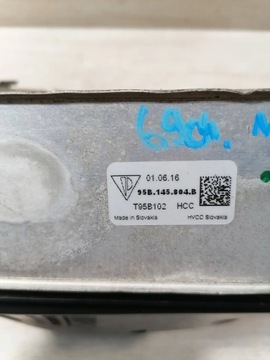 01.06.16
95B.145.804.B
T95B102 HCC
Made in Slovakia HVCC Slovakia